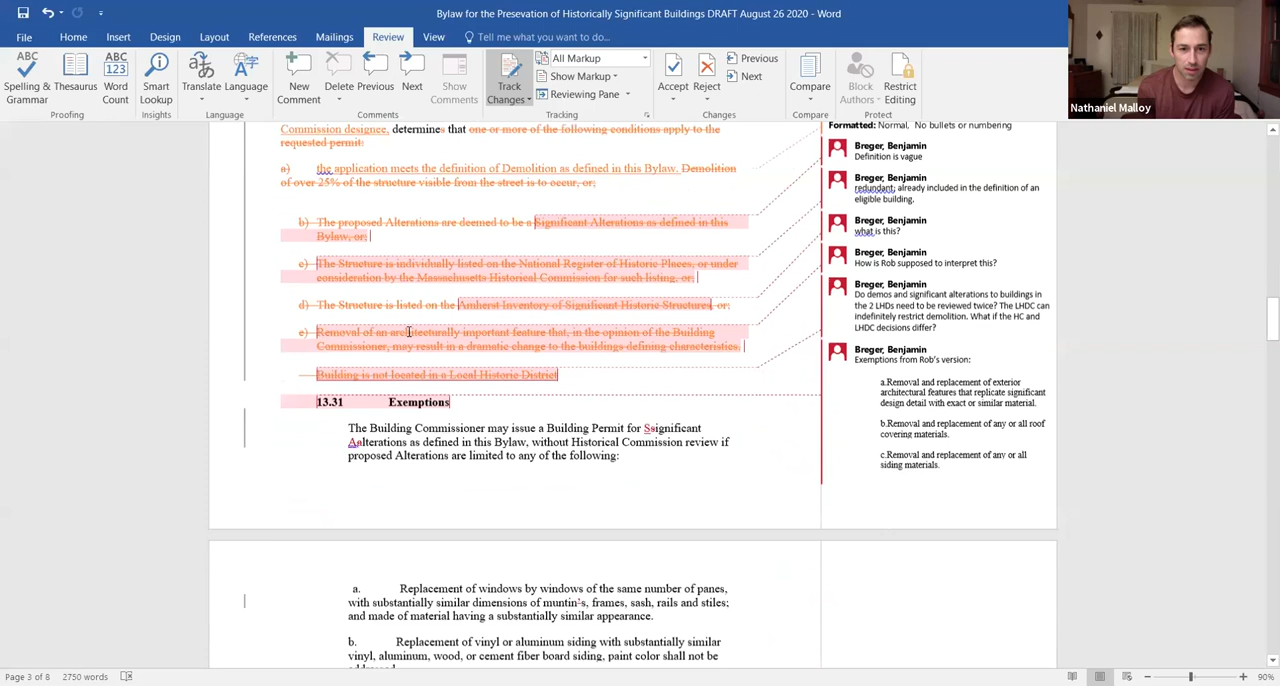 Bylaw for the Presevation of Historically Significant Buildings DRAFT August 26 2020 - Word
File Home Insert Design Layout References Mailings Review View Tell me what you want to do...
Spelling & Grammar
Thesaurus
Word Count
Proofing
Smart Lookup
Insights
Translate
Language
Language
New Comment
Delete
Previous
Next
Show Comments
Comments
Track Changes
All Markup
Show Markup
Reviewing Pane
Tracking
Accept
Reject
Previous
Next
Changes
Compare
Compare
Block Authors
Restrict Editing
Protect
Nathaniel Malloy
Commission designee, determines that one or more of the following conditions apply to the
requested permit:
a) the application meets the definition of Demolition as defined in this Bylaw. Demolition
of over 25% of the structure visible from the street is to occur, or;
b) The proposed Alterations are deemed to be a Significant Alterations as defined in this
Bylaw, or;
c) The Structure is individually listed on the National Register of Historic Places, or under
consideration by the Massachusetts Historical Commission for such listing, or;
d) The Structure is listed on the Amherst Inventory of Significant Historic Structures, or;
e) Removal of an architecturally important feature that, in the opinion of the Building
Commissioner, may result in a dramatic change to the buildings defining characteristics.
Building is not located in a Local Historic District
13.31 Exemptions
The Building Commissioner may issue a Building Permit for Ssignificant
Aalterations as defined in this Bylaw, without Historical Commission review if
proposed Alterations are limited to any of the following:
a. Replacement of windows by windows of the same number of panes,
with substantially similar dimensions of muntin's, frames, sash, rails and stiles;
and made of material having a substantially similar appearance.
b. Replacement of vinyl or aluminum siding with substantially similar
vinyl, aluminum, wood, or cement fiber board siding, paint color shall not be
Formatted: Normal, No bullets or numbering
Breger, Benjamin
Definition is vague
Breger, Benjamin
redundant; already included in the definition of an
eligible building.
Breger, Benjamin
what is this?
Breger, Benjamin
How is Rob supposed to interpret this?
Breger, Benjamin
Do demos and significant alterations to buildings in
the 2 LHDs need to be reviewed twice? The LHDC can
indefinitely restrict demolition. What if the HC and
LHDC decisions differ?
Breger, Benjamin
Exemptions from Rob's version:
a.Removal and replacement of exterior
architectural features that replicate significant
design detail with exact or similar material.
b.Removal and replacement of any or all roof
covering materials.
c.Removal and replacement of any or all
siding materials.
Page 3 of 8 2750 words
90%